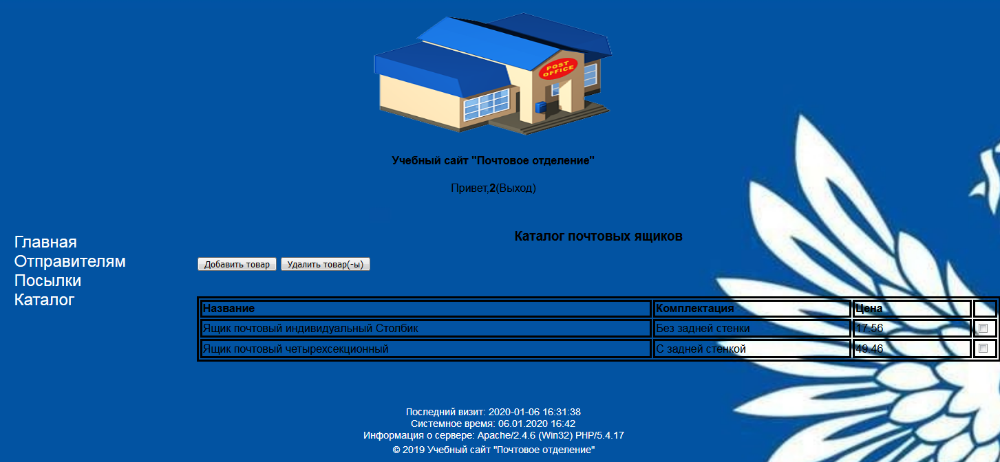 POST
OFFICE
Учебный сайт "Почтовое отделение"
Привет,2(Выход)
Главная
Отправителям
Посылки
Каталог
Каталог почтовых ящиков
Добавить товар Удалить товар(-ы)
Название Комплектация Цена
Ящик почтовый индивидуальный Столбик Без задней стенки 17.56
Ящик почтовый четырехсекционный С задней стенкой 49.46
Последний визит: 2020-01-06 16:31:38
Системное время: 06.01.2020 16:42
Информация о сервере: Apache/2.4.6 (Win32) PHP/5.4.17
© 2019 Учебный сайт "Почтовое отделение"